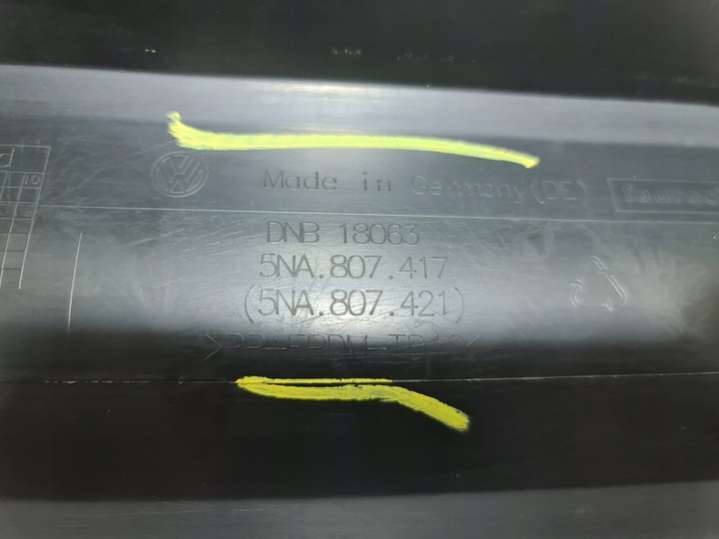 Made in Germany (DE)
DNB 18063
5NA.807.417
(5NA.807.421)